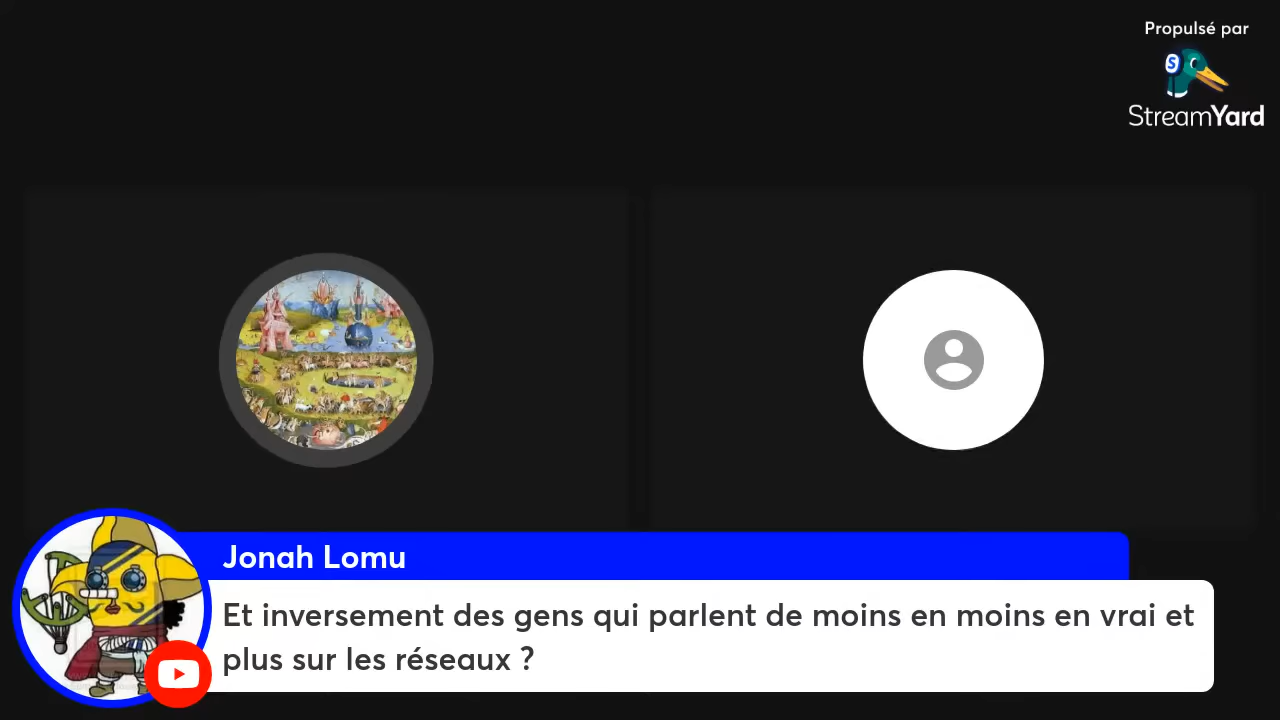 Propulsé par
S
StreamYard
Jonah Lomu
Et inversement des gens qui parlent de moins en moins en vrai et
plus sur les réseaux ?